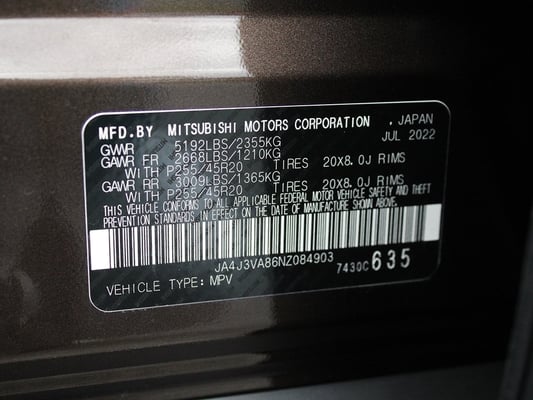 MFD.BY MITSUBISHI MOTORS CORPORATION , JAPAN
GVWR 5192LBS/2355KG JUL 2022
GAWR FR 2668LBS/1210KG
WITH P255/45R20 TIRES 20X8.0J RIMS
GAWR RR 3009LBS/1365KG
WITH P255/45R20 TIRES 20X8.0J RIMS
THIS VEHICLE CONFORMS TO ALL APPLICABLE FEDERAL MOTOR VEHICLE SAFETY AND THEFT
PREVENTION STANDARDS IN EFFECT ON THE DATE OF MANUFACTURE SHOWN ABOVE.
JA4J3VA86NZ084903
7430C 635
VEHICLE TYPE: MPV